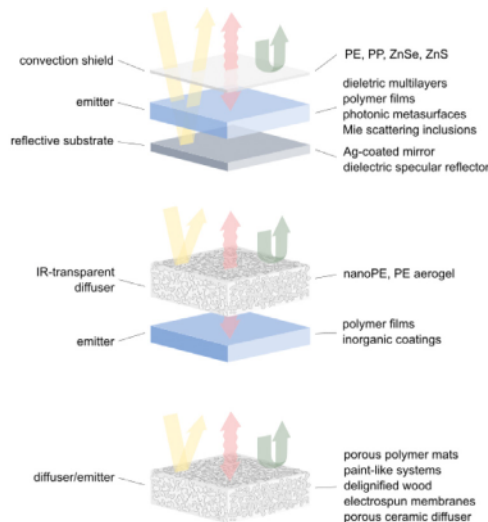 convection shield
PE, PP, ZnSe, ZnS
emitter
dieletric multilayers
polymer films
photonic metasurfaces
Mie scattering inclusions
reflective substrate
Ag-coated mirror
dielectric specular reflector
IR-transparent
diffuser
nanoPE, PE aerogel
emitter
polymer films
inorganic coatings
diffuser/emitter
porous polymer mats
paint-like systems
delignified wood
electrospun membranes
porous ceramic diffuser